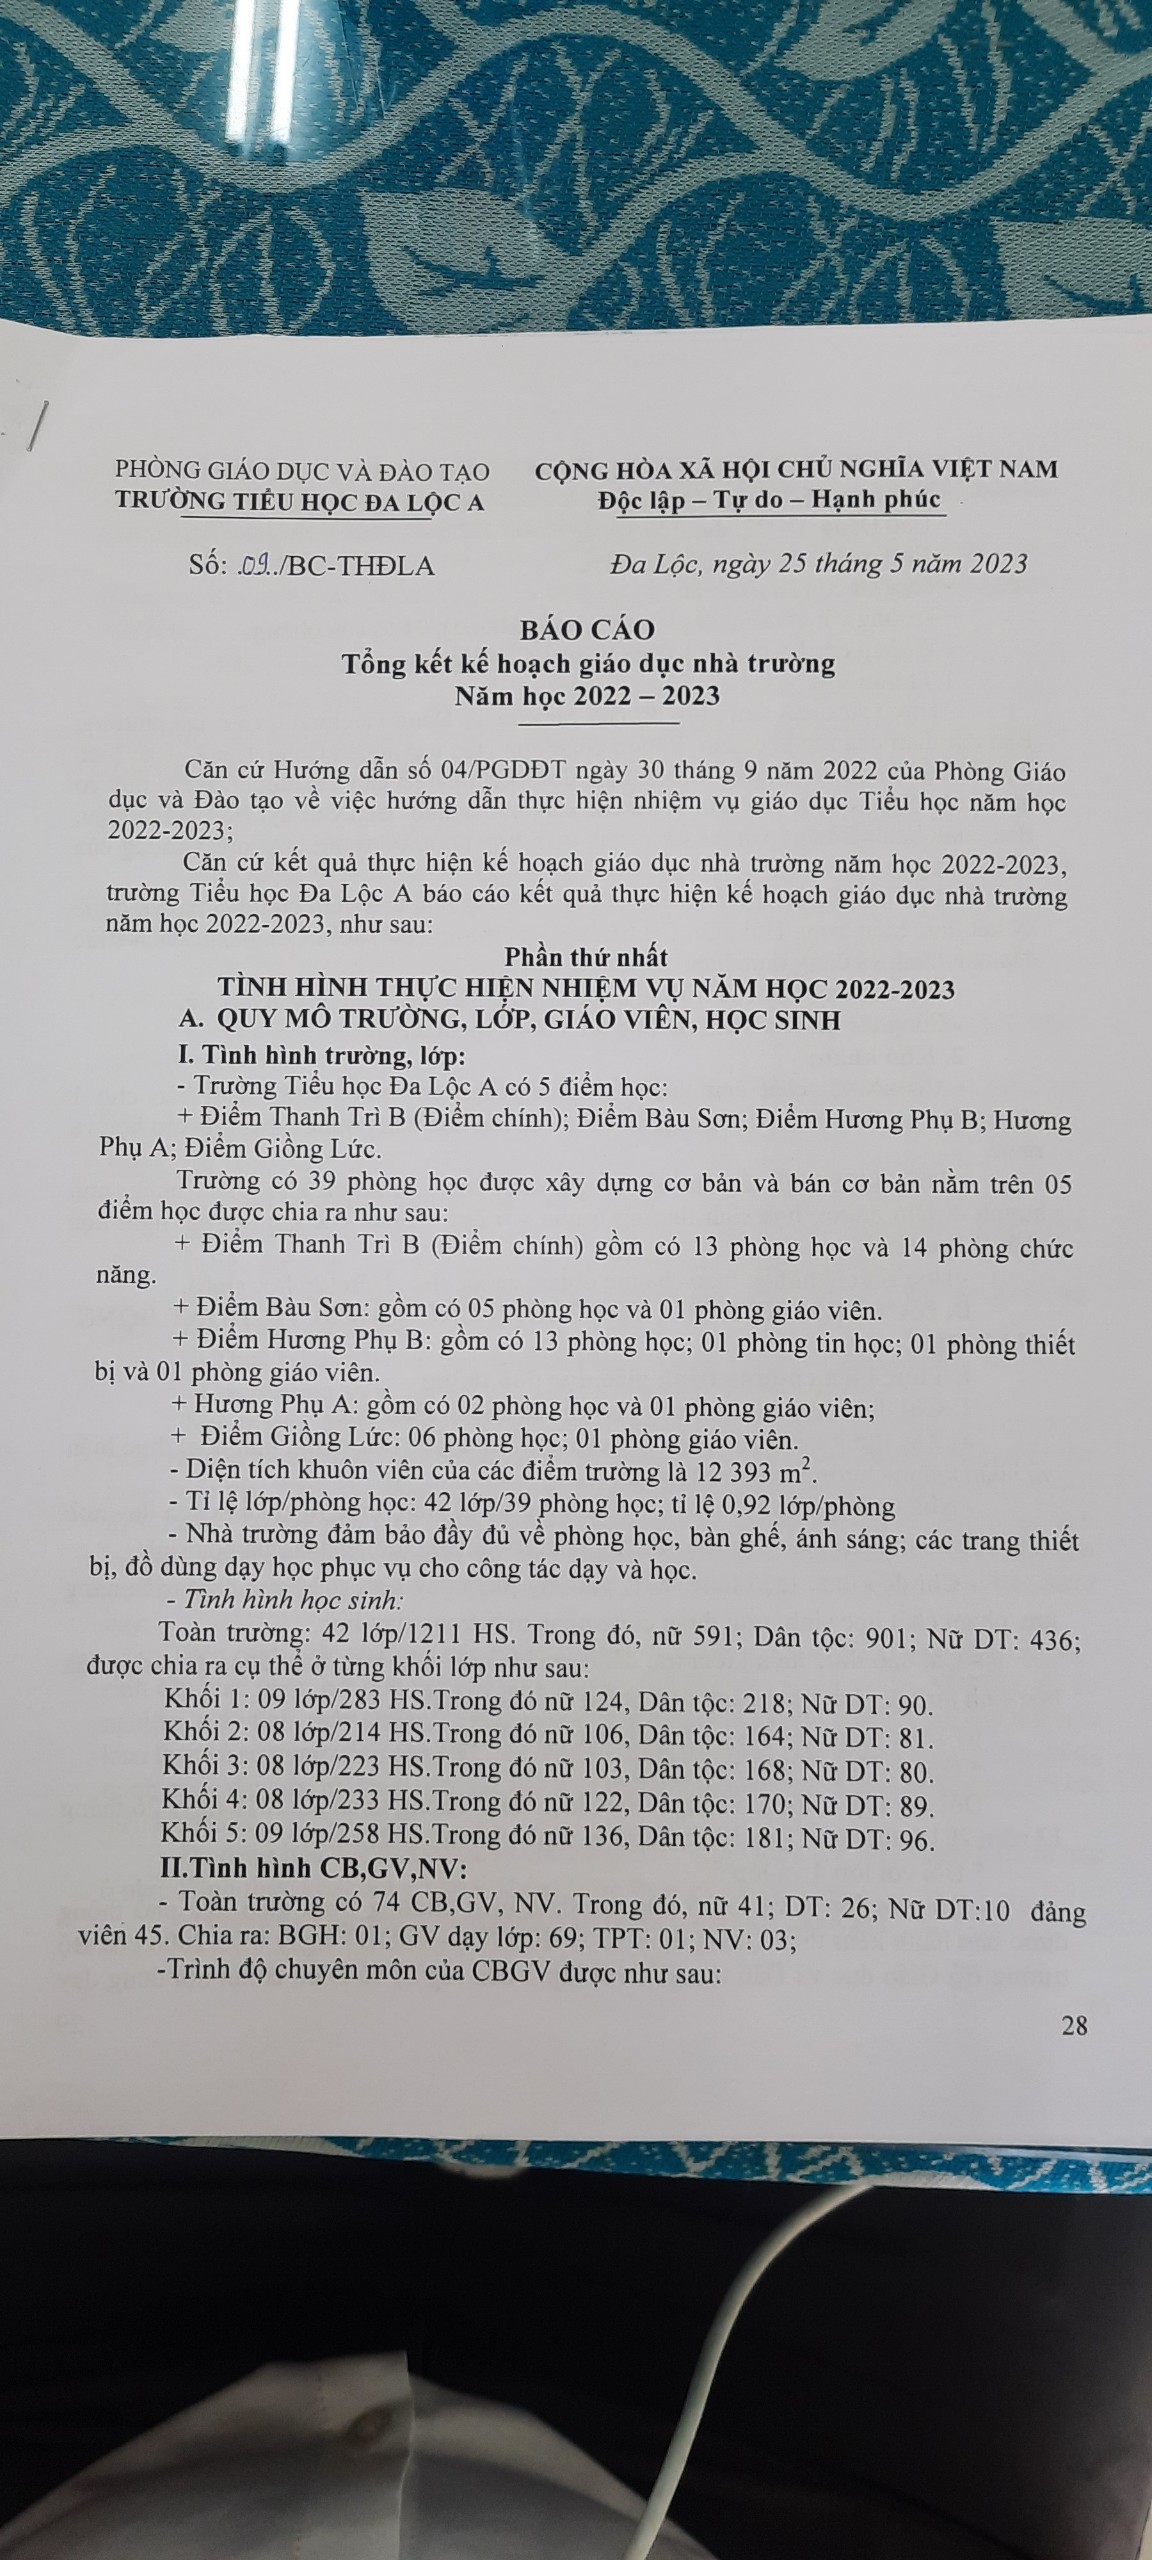 PHÒNG GIÁO DỤC VÀ ĐÀO TẠO
TRƯỜNG TIỂU HỌC ĐA LỘC A
CỘNG HÒA XÃ HỘI CHỦ NGHĨA VIỆT NAM
Độc lập – Tự do – Hạnh phúc
Số: .09../BC-THĐLA
Đa Lộc, ngày 25 tháng 5 năm 2023
BÁO CÁO
Tổng kết kế hoạch giáo dục nhà trường
Năm học 2022 – 2023
Căn cứ Hướng dẫn số 04/PGDĐT ngày 30 tháng 9 năm 2022 của Phòng Giáo
dục và Đào tạo về việc hướng dẫn thực hiện nhiệm vụ giáo dục Tiểu học năm học
2022-2023;
Căn cứ kết quả thực hiện kế hoạch giáo dục nhà trường năm học 2022-2023,
trường Tiểu học Đa Lộc A báo cáo kết quả thực hiện kế hoạch giáo dục nhà trường
năm học 2022-2023, như sau:
Phần thứ nhất
TÌNH HÌNH THỰC HIỆN NHIỆM VỤ NĂM HỌC 2022-2023
A. QUY MÔ TRƯỜNG, LỚP, GIÁO VIÊN, HỌC SINH
I. Tình hình trường, lớp:
- Trường Tiểu học Đa Lộc A có 5 điểm học:
+ Điểm Thanh Trì B (Điểm chính); Điểm Bàu Sơn; Điểm Hương Phụ B; Hương
Phụ A; Điểm Giồng Lức.
Trường có 39 phòng học được xây dựng cơ bản và bán cơ bản nằm trên 05
điểm học được chia ra như sau:
+ Điểm Thanh Trì B (Điểm chính) gồm có 13 phòng học và 14 phòng chức
năng.
+ Điểm Bàu Sơn: gồm có 05 phòng học và 01 phòng giáo viên.
+ Điểm Hương Phụ B: gồm có 13 phòng học; 01 phòng tin học; 01 phòng thiết
bị và 01 phòng giáo viên.
+ Hương Phụ A: gồm có 02 phòng học và 01 phòng giáo viên;
+ Điểm Giồng Lức: 06 phòng học; 01 phòng giáo viên.
- Diện tích khuôn viên của các điểm trường là 12 393 m².
- Tỉ lệ lớp/phòng học: 42 lớp/39 phòng học; tỉ lệ 0,92 lớp/phòng
- Nhà trường đảm bảo đầy đủ về phòng học, bàn ghế, ánh sáng; các trang thiết
bị, đồ dùng dạy học phục vụ cho công tác dạy và học.
- Tình hình học sinh:
Toàn trường: 42 lớp/1211 HS. Trong đó, nữ 591; Dân tộc: 901; Nữ DT: 436;
được chia ra cụ thể ở từng khối lớp như sau:
Khối 1: 09 lớp/283 HS.Trong đó nữ 124, Dân tộc: 218; Nữ DT: 90.
Khối 2: 08 lớp/214 HS.Trong đó nữ 106, Dân tộc: 164; Nữ DT: 81.
Khối 3: 08 lớp/223 HS.Trong đó nữ 103, Dân tộc: 168; Nữ DT: 80.
Khối 4: 08 lớp/233 HS.Trong đó nữ 122, Dân tộc: 170; Nữ DT: 89.
Khối 5: 09 lớp/258 HS.Trong đó nữ 136, Dân tộc: 181; Nữ DT: 96.
II.Tình hình CB,GV,NV:
- Toàn trường có 74 CB,GV, NV. Trong đó, nữ 41; DT: 26; Nữ DT:10 đảng
viên 45. Chia ra: BGH: 01; GV dạy lớp: 69; TPT: 01; NV: 03;
-Trình độ chuyên môn của CBGV được như sau:
28